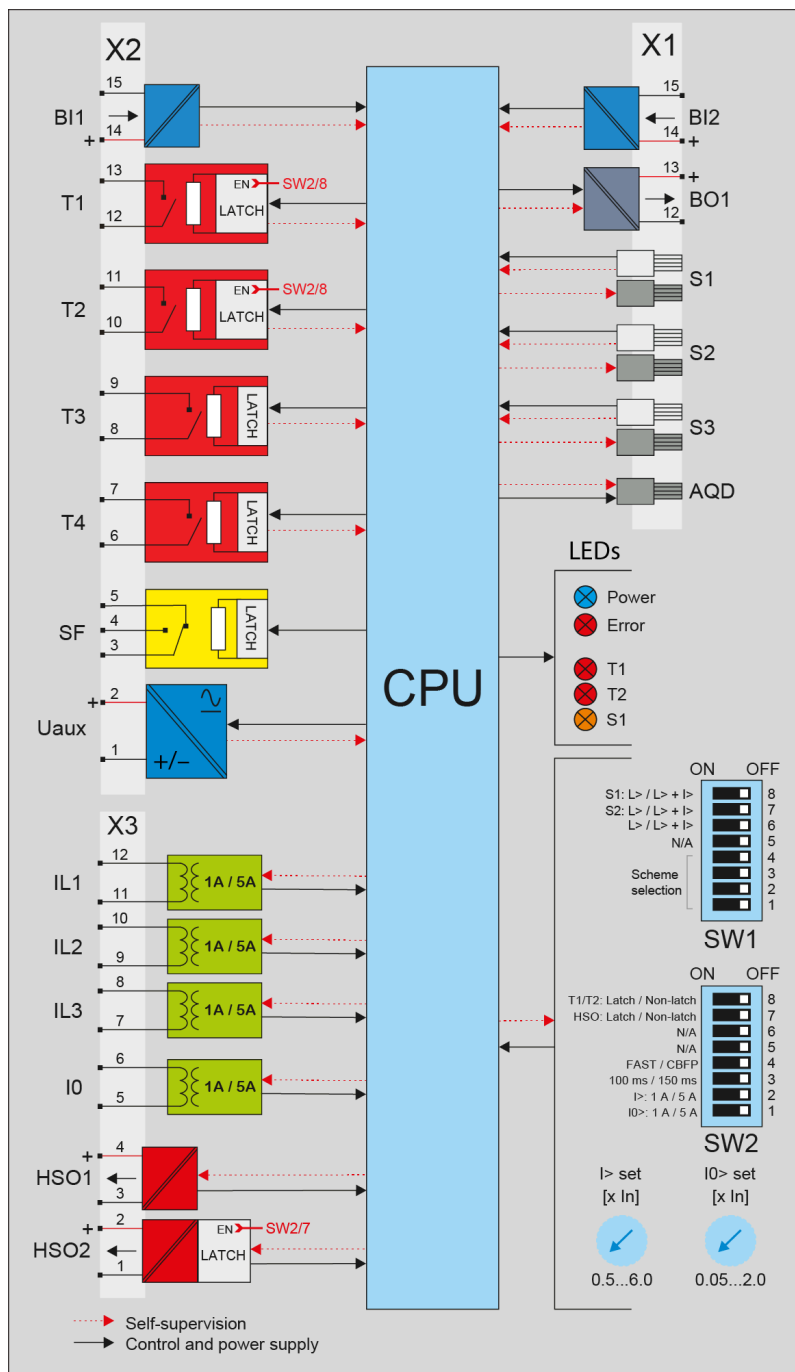 X2
15
BI1
14
+
13
T1
12
EN
SW2/8
LATCH
11
T2
10
EN
SW2/8
LATCH
9
T3
8
LATCH
7
T4
6
LATCH
5
4
SF
3
LATCH
+
2
Uaux
1
+/–
X3
12
IL1
11
1A / 5A
10
IL2
9
1A / 5A
8
IL3
7
1A / 5A
6
I0
5
1A / 5A
+
4
HSO1
3
+
2
HSO2
1
EN
SW2/7
LATCH
Self-supervision
Control and power supply
CPU
X1
15
BI2
14
+
13
+
BO1
12
S1
S2
S3
AQD
LEDs
Power
Error
T1
T2
S1
ON OFF
S1: L> / L> + I> 8
S2: L> / L> + I> 7
L> / L> + I> 6
N/A 5
4
Scheme 3
selection 2
1
SW1
ON OFF
T1/T2: Latch / Non-latch 8
HSO: Latch / Non-latch 7
N/A 6
N/A 5
FAST / CBFP 4
100 ms / 150 ms 3
I>: 1 A / 5 A 2
I0>: 1 A / 5 A 1
SW2
I> set
[x In]
0.5...6.0
I0> set
[x In]
0.05...2.0